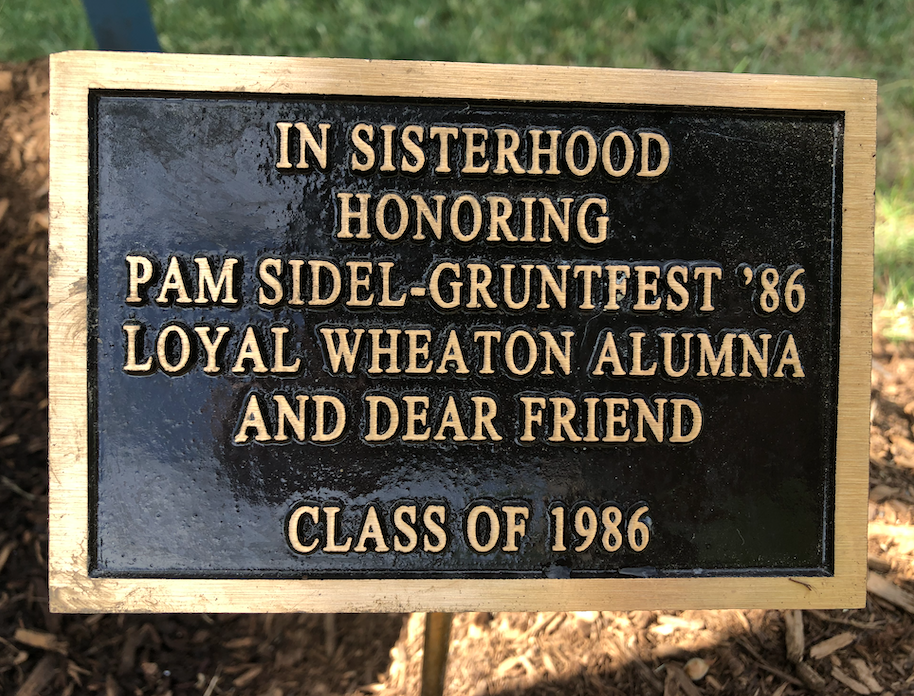 IN SISTERHOOD
HONORING
PAM SIDEL-GRUNTFEST ’86
LOYAL WHEATON ALUMNA
AND DEAR FRIEND
CLASS OF 1986